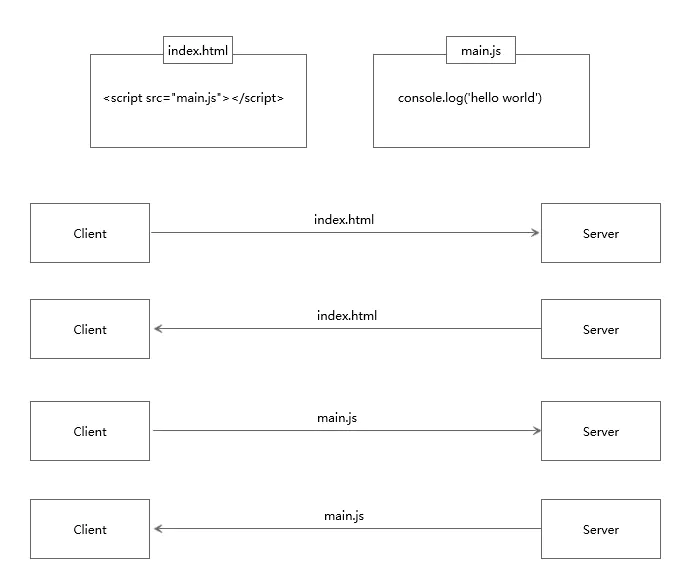 index.html
main.js
<script src="main.js"></script>
console.log('hello world')
index.html
Client
Server
index.html
Client
Server
main.js
Client
Server
main.js
Client
Server